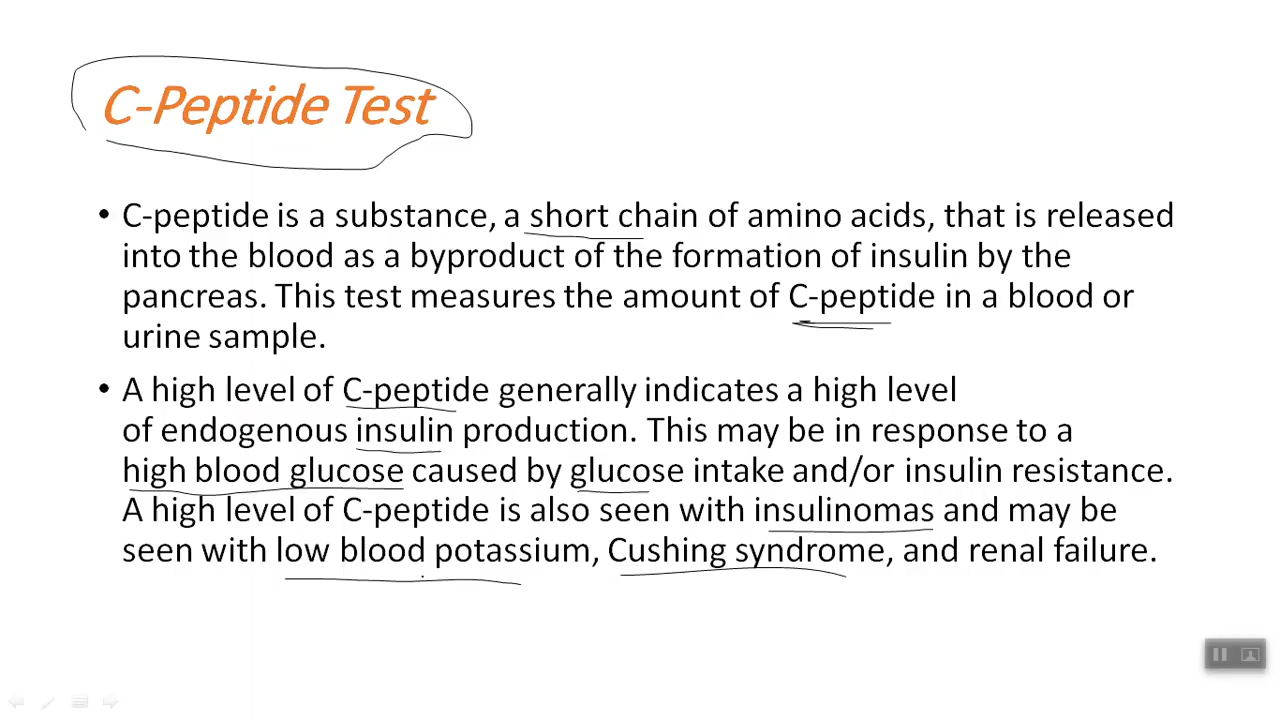 C-Peptide Test
• C-peptide is a substance, a short chain of amino acids, that is released
into the blood as a byproduct of the formation of insulin by the
pancreas. This test measures the amount of C-peptide in a blood or
urine sample.
• A high level of C-peptide generally indicates a high level
of endogenous insulin production. This may be in response to a
high blood glucose caused by glucose intake and/or insulin resistance.
A high level of C-peptide is also seen with insulinomas and may be
seen with low blood potassium, Cushing syndrome, and renal failure.